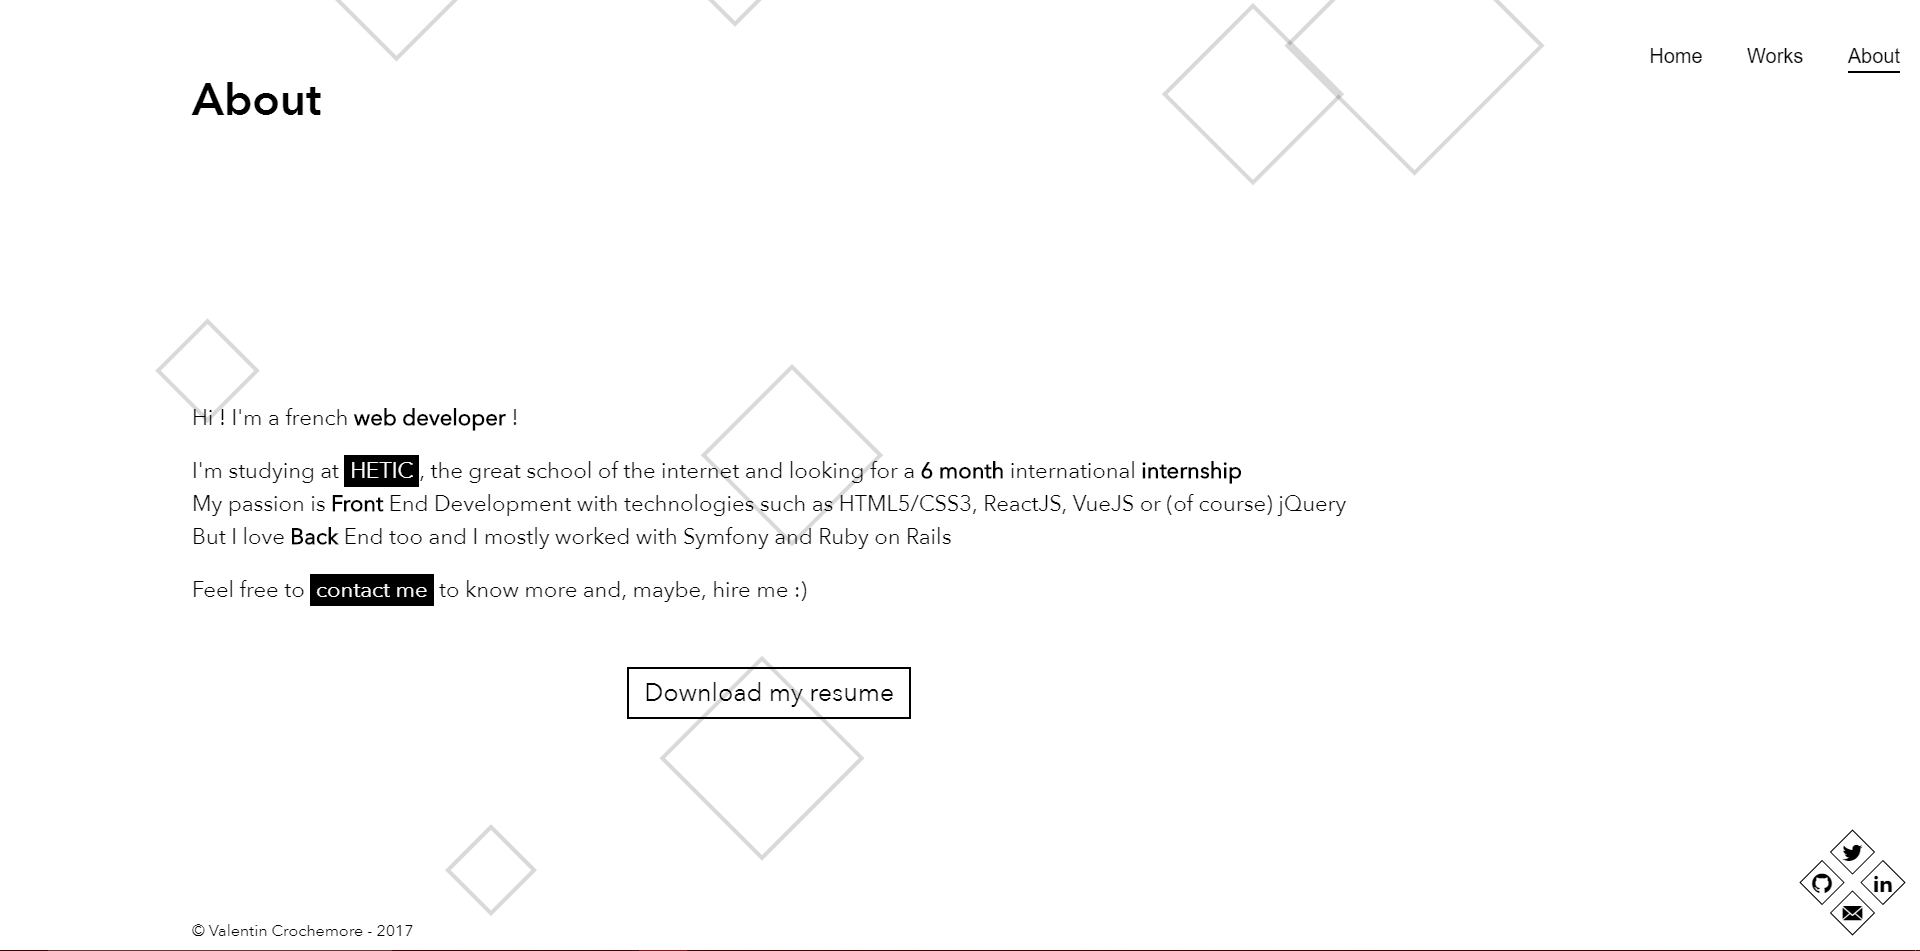 Home Works About
About
Hi ! I'm a french web developer !
I'm studying at HETIC, the great school of the internet and looking for a 6 month international internship
My passion is Front End Development with technologies such as HTML5/CSS3, ReactJS, VueJS or (of course) jQuery
But I love Back End too and I mostly worked with Symfony and Ruby on Rails
Feel free to contact me to know more and, maybe, hire me :)
Download my resume
in
© Valentin Crochemore - 2017